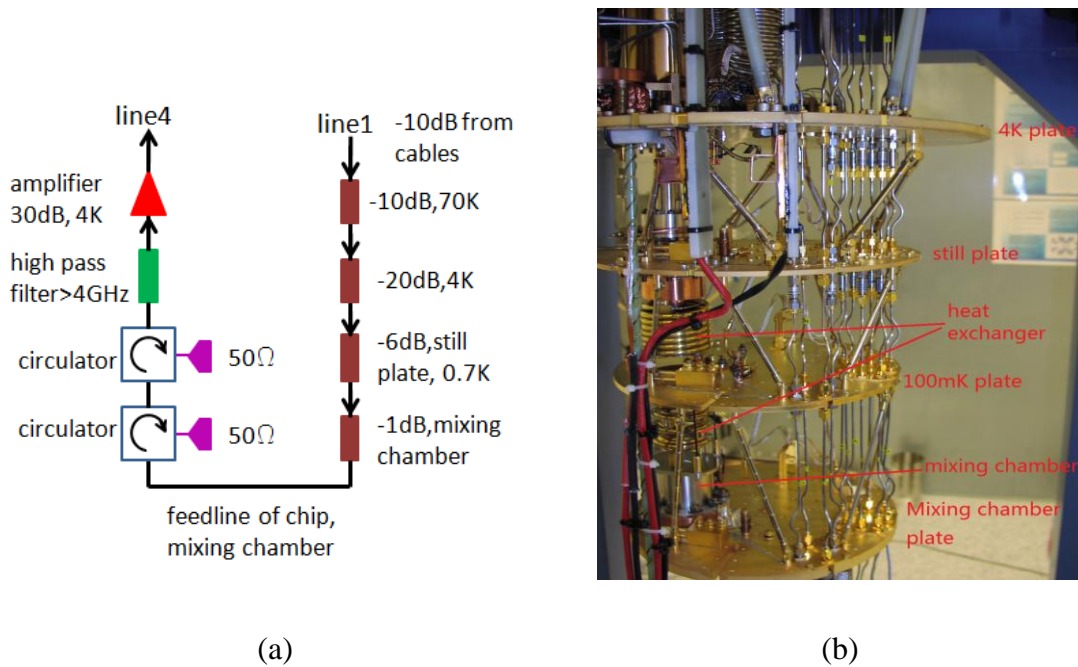 line4
line1
-10dB from
cables
amplifier
30dB, 4K
-10dB,70K
high pass
filter>4GHz
-20dB,4K
circulator
50Ω
-6dB,still
plate, 0.7K
circulator
50Ω
-1dB,mixing
chamber
feedline of chip,
mixing chamber
4K plate
still plate
heat
exchanger
100mK plate
mixing chamber
Mixing chamber
plate
(a)
(b)